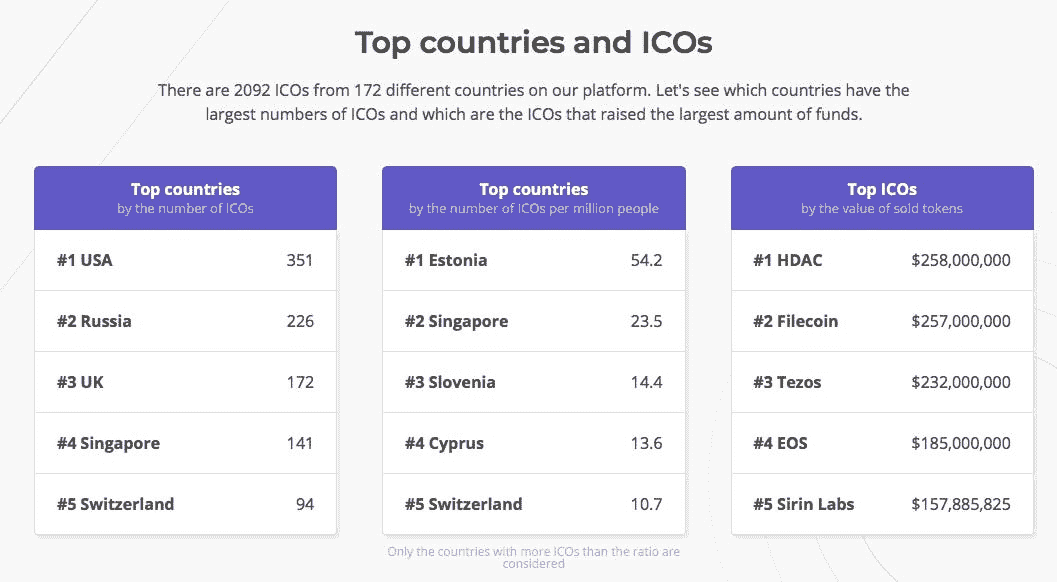 Top countries and ICOs
There are 2092 ICOs from 172 different countries on our platform. Let's see which countries have the
largest numbers of ICOs and which are the ICOs that raised the largest amount of funds.
Top countries
by the number of ICOs
#1 USA 351
#2 Russia 226
#3 UK 172
#4 Singapore 141
#5 Switzerland 94
Top countries
by the number of ICOs per million people
#1 Estonia 54.2
#2 Singapore 23.5
#3 Slovenia 14.4
#4 Cyprus 13.6
#5 Switzerland 10.7
Only the countries with more ICOs than the ratio are
considered
Top ICOs
by the value of sold tokens
#1 HDAC $258,000,000
#2 Filecoin $257,000,000
#3 Tezos $232,000,000
#4 EOS $185,000,000
#5 Sirin Labs $157,885,825